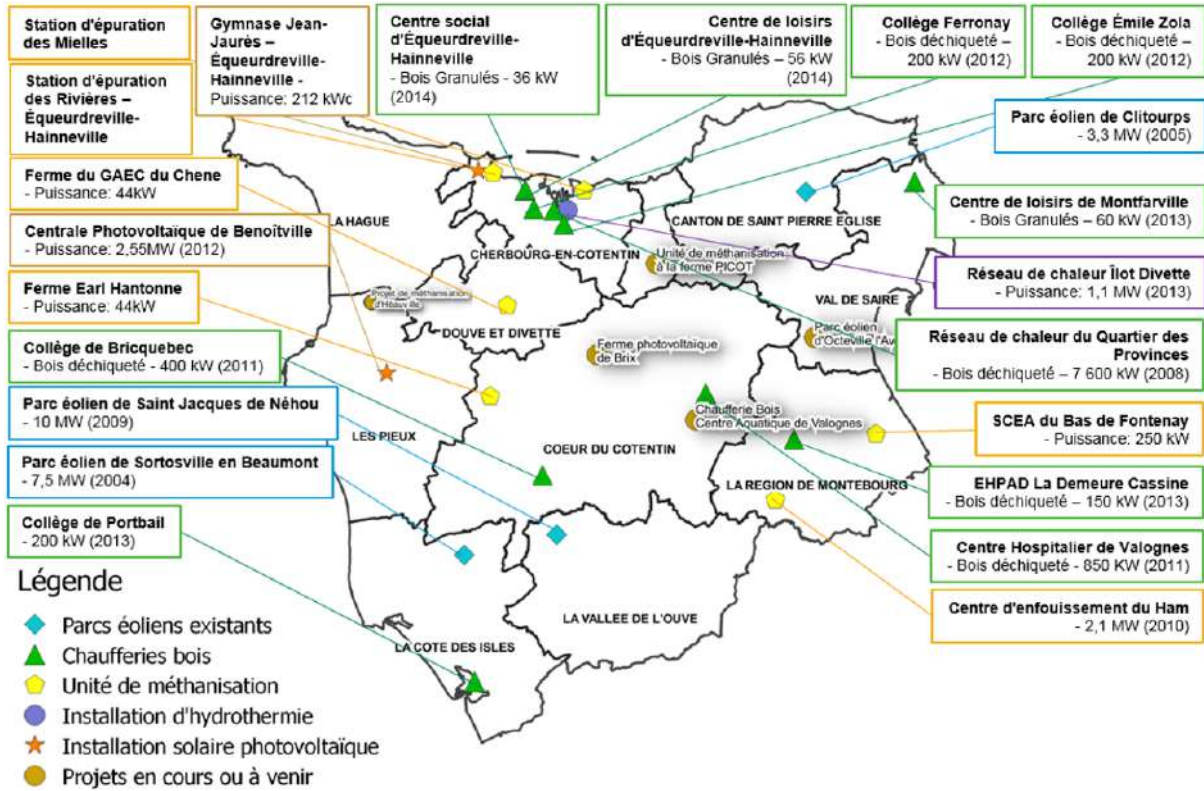 Station d'épuration
des Mielles
Station d'épuration
des Rivières –
Équeurdreville-
Hainneville
Gymnase Jean-
Jaurès –
Équeurdreville-
Hainneville -
Puissance: 212 kWc
Centre social
d'Équeurdreville-
Hainneville
- Bois Granulés - 36 kW
(2014)
Centre de loisirs
d'Équeurdreville-Hainneville
- Bois Granulés – 56 kW
(2014)
Collège Ferronay
- Bois déchiqueté –
200 kW (2012)
Collège Émile Zola
- Bois déchiqueté –
200 kW (2012)
Ferme du GAEC du Chene
- Puissance: 44kW
Centrale Photovoltaïque de Benoîtville
- Puissance: 2,55MW (2012)
Ferme Earl Hantonne
- Puissance: 44kW
Collège de Bricquebec
- Bois déchiqueté - 400 kW (2011)
Parc éolien de Saint Jacques de Néhou
- 10 MW (2009)
Parc éolien de Sortosville en Beaumont
- 7,5 MW (2004)
Collège de Portbail
- 200 kW (2013)
Parc éolien de Clitourps
- 3,3 MW (2005)
Centre de loisirs de Montfarville
- Bois Granulés – 60 kW (2013)
Réseau de chaleur Îlot Divette
- Puissance: 1,1 MW (2013)
Réseau de chaleur du Quartier des
Provinces
- Bois déchiqueté – 7 600 kW (2008)
SCEA du Bas de Fontenay
- Puissance: 250 kW
EHPAD La Demeure Cassine
- Bois déchiqueté - 150 kW (2013)
Centre Hospitalier de Valognes
- Bois déchiqueté - 850 KW (2011)
Centre d'enfouissement du Ham
- 2,1 MW (2010)
LA HAGUE
CHERBOURG-EN-COTENTIN
CANTON DE SAINT PIERRE EGLISE
Unité de méthanisation
à la ferme PICOT
Projet de méthanisation
d'Héauville
VAL DE SAIRE
DOUVE ET DIVETTE
Parc éolien
d'Octeville l'Av
Ferme photovoltaïque
de Brix
Chaufferie Bois
Centre Aquatique de Valognes
LES PIEUX
COEUR DU COTENTIN
LA REGION DE MONTEBOURG
LA VALLEE DE L'OUVE
LA COTE DES ISLES
Légende
Parcs éoliens existants
Chaufferies bois
Unité de méthanisation
Installation d'hydrothermie
Installation solaire photovoltaïque
Projets en cours ou à venir